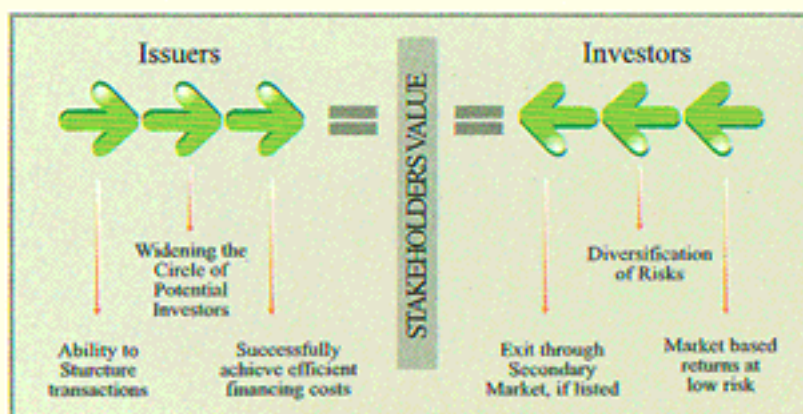 Issuers
Investors
STAKEHOLDERS VALUE
Widening the
Circle of
Potential
Investors
Ability to
Sturcture
transactions
Successfully
achieve efficient
financing costs
Diversification
of Risks
Exit through
Secondary
Market, if listed
Market based
returns at
low risk